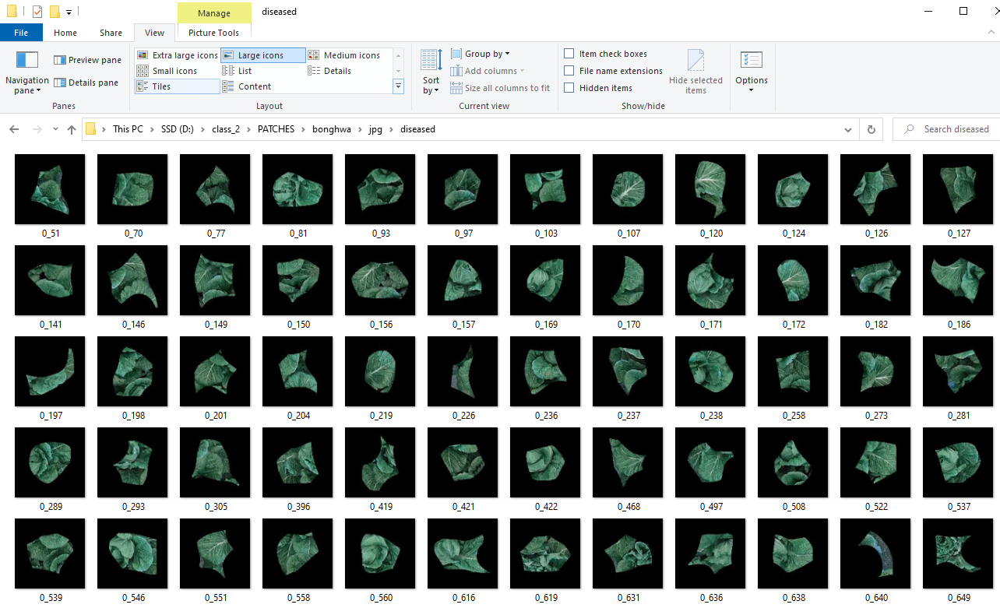 Manage
diseased
File
Home
Share
View
Picture Tools
Navigation pane
Preview pane
Details pane
Panes
Extra large icons
Large icons
Medium icons
Small icons
List
Details
Tiles
Content
Layout
Sort by
Group by
Add columns
Size all columns to fit
Current view
Item check boxes
File name extensions
Hidden items
Hide selected items
Show/hide
Options
This PC > SSD (D:) > class_2 > PATCHES > bonghwa > jpg > diseased
Search diseased
0_51 0_70 0_77 0_81 0_93 0_97 0_103 0_107 0_120 0_124 0_126 0_127
0_141 0_146 0_149 0_150 0_156 0_157 0_169 0_170 0_171 0_172 0_182 0_186
0_197 0_198 0_201 0_204 0_219 0_226 0_236 0_237 0_238 0_258 0_273 0_281
0_289 0_293 0_305 0_396 0_419 0_421 0_422 0_468 0_497 0_508 0_522 0_537
0_539 0_546 0_551 0_558 0_560 0_616 0_619 0_631 0_636 0_638 0_640 0_649